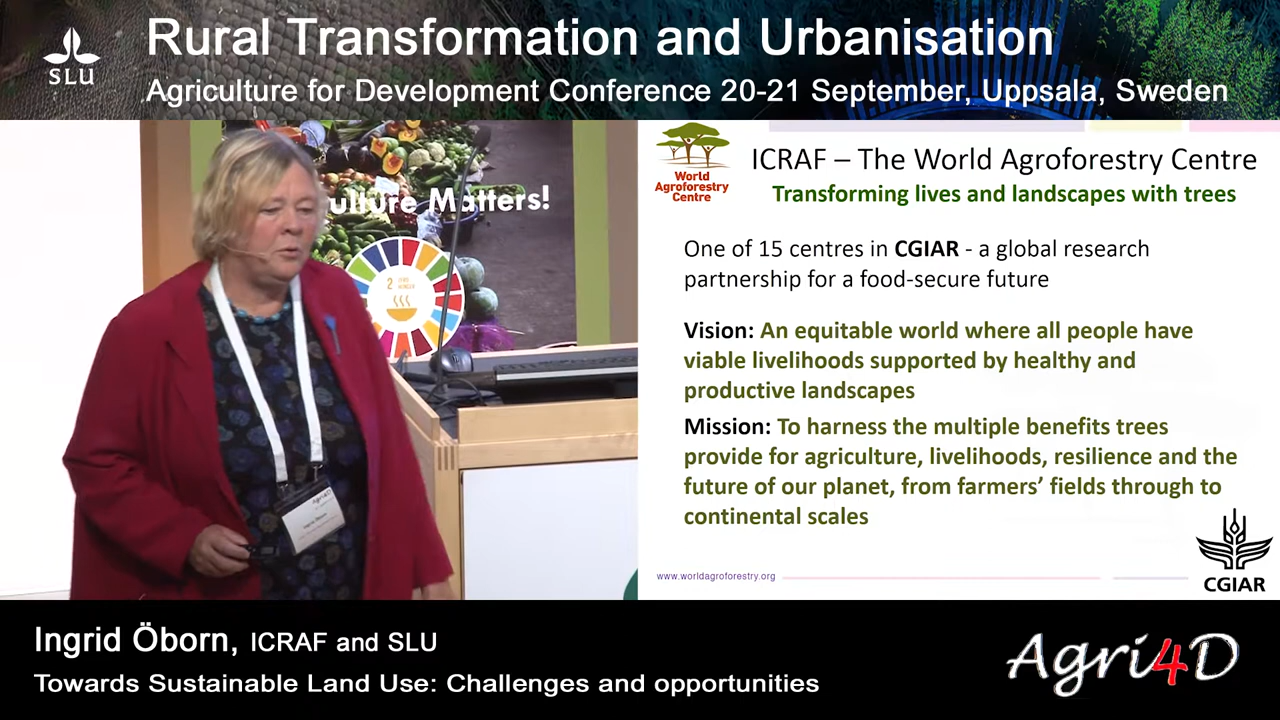 SLU
Rural Transformation and Urbanisation
Agriculture for Development Conference 20-21 September, Uppsala, Sweden
ulture Matters!
2
Agri4D
Ingrid Öborn
World
Agroforestry
Centre
ICRAF – The World Agroforestry Centre
Transforming lives and landscapes with trees
One of 15 centres in CGIAR - a global research
partnership for a food-secure future
Vision: An equitable world where all people have
viable livelihoods supported by healthy and
productive landscapes
Mission: To harness the multiple benefits trees
provide for agriculture, livelihoods, resilience and the
future of our planet, from farmers’ fields through to
continental scales
www.worldagroforestry.org
CGIAR
Ingrid Öborn, ICRAF and SLU
Towards Sustainable Land Use: Challenges and opportunities
Agri4D